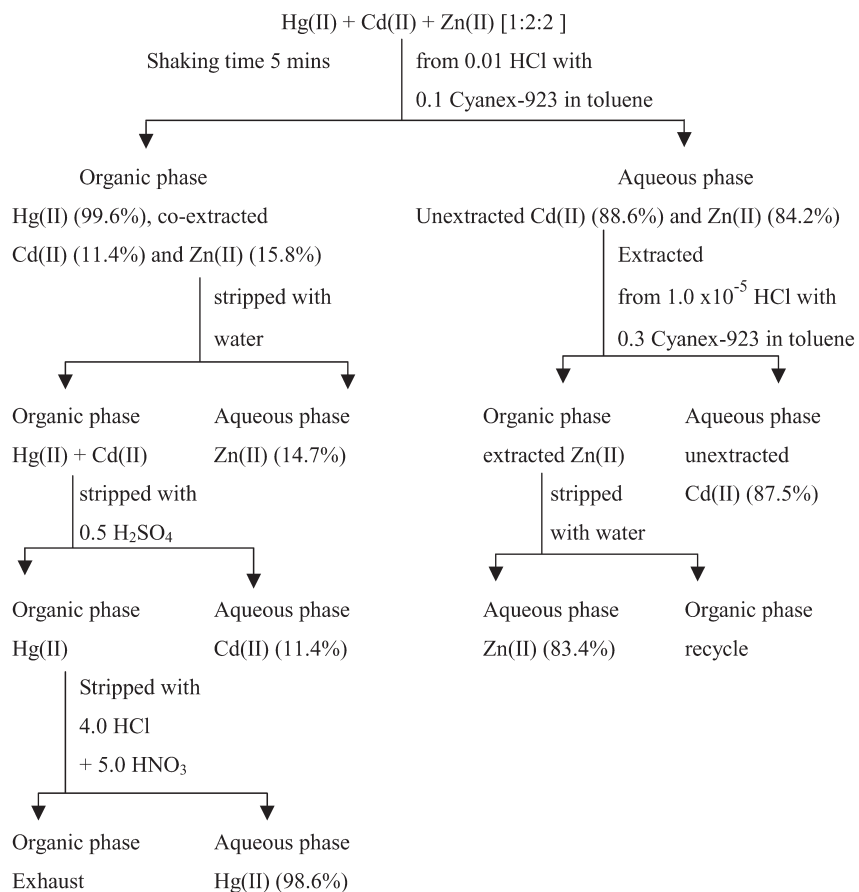 Hg(II) + Cd(II) + Zn(II) [1:2:2 ]
Shaking time 5 mins
from 0.01 HCl with
0.1 Cyanex-923 in toluene
Organic phase
Hg(II) (99.6%), co-extracted
Cd(II) (11.4%) and Zn(II) (15.8%)
Aqueous phase
Unextracted Cd(II) (88.6%) and Zn(II) (84.2%)
stripped with
water
Extracted
from 1.0 x10⁻⁵ HCl with
0.3 Cyanex-923 in toluene
Organic phase
Hg(II) + Cd(II)
Aqueous phase
Zn(II) (14.7%)
Organic phase
extracted Zn(II)
Aqueous phase
unextracted
Cd(II) (87.5%)
stripped with
0.5 H₂SO₄
stripped
with water
Organic phase
Hg(II)
Aqueous phase
Cd(II) (11.4%)
Aqueous phase
Zn(II) (83.4%)
Organic phase
recycle
Stripped with
4.0 HCl
+ 5.0 HNO₃
Organic phase
Exhaust
Aqueous phase
Hg(II) (98.6%)